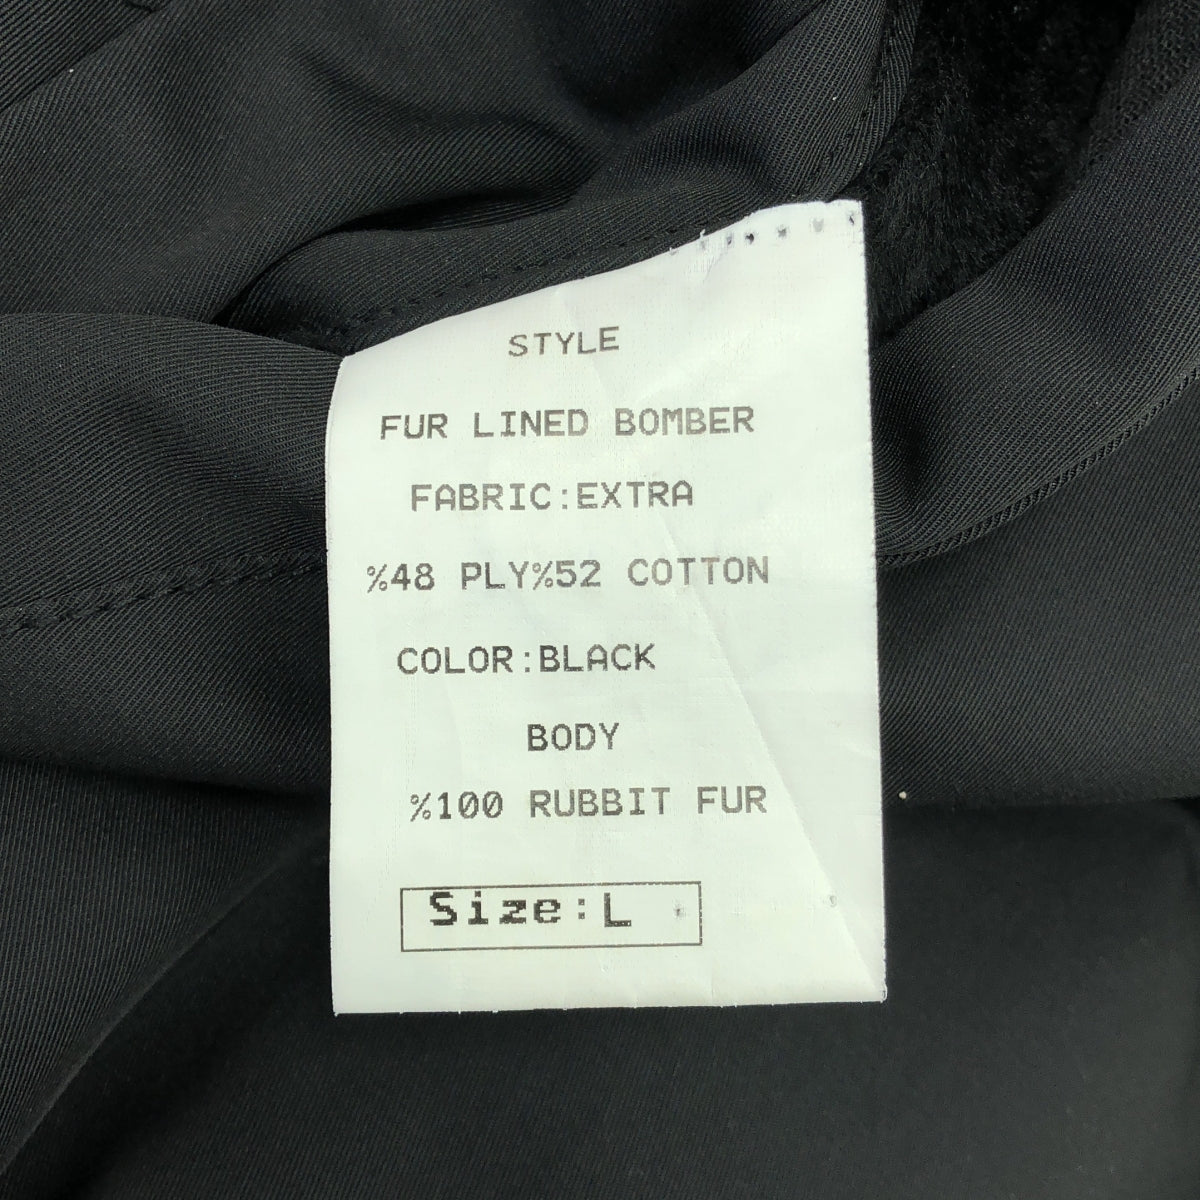 STYLE
FUR LINED BOMBER
FABRIC:EXTRA
%48 PLY%52 COTTON
COLOR:BLACK
BODY
%100 RUBBIT FUR
Size:L